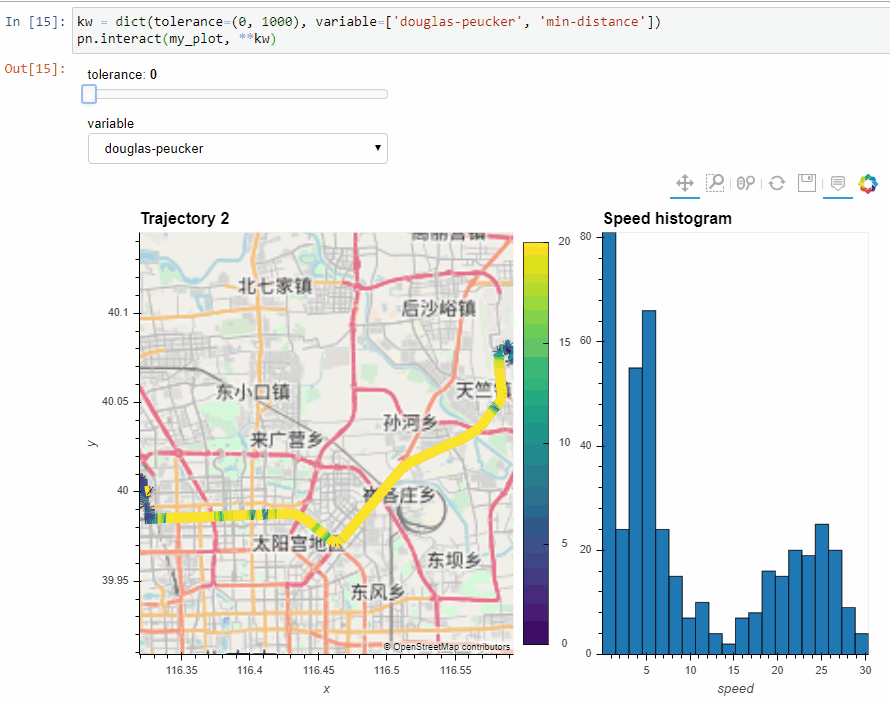 In [15]: kw = dict(tolerance=(0, 1000), variable=['douglas-peucker', 'min-distance'])
pn.interact(my_plot, **kw)
Out[15]:
tolerance: 0
variable
douglas-peucker
Trajectory 2
Speed histogram
北七家镇
后沙峪镇
东小口镇
天竺镇
孙河乡
来广营乡
太阳宫地区
东坝乡
东风乡
© OpenStreetMap contributors
40.1
40.05
40
39.95
y
116.35
116.4
116.45
116.5
116.55
x
20
15
10
5
0
80
60
40
20
0
5
10
15
20
25
30
speed